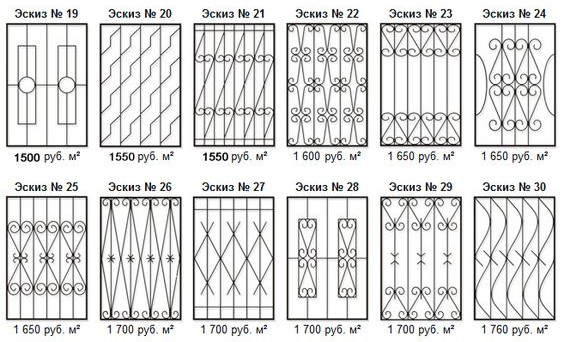 Эскиз № 19 Эскиз № 20 Эскиз № 21 Эскиз № 22 Эскиз № 23 Эскиз № 24
1500 руб. м² 1550 руб. м² 1550 руб. м² 1 600 руб. м² 1 650 руб. м² 1 650 руб. м²
Эскиз № 25 Эскиз № 26 Эскиз № 27 Эскиз № 28 Эскиз № 29 Эскиз № 30
1 650 руб. м² 1 700 руб. м² 1 700 руб. м² 1 700 руб. м² 1 700 руб. м² 1 760 руб. м²